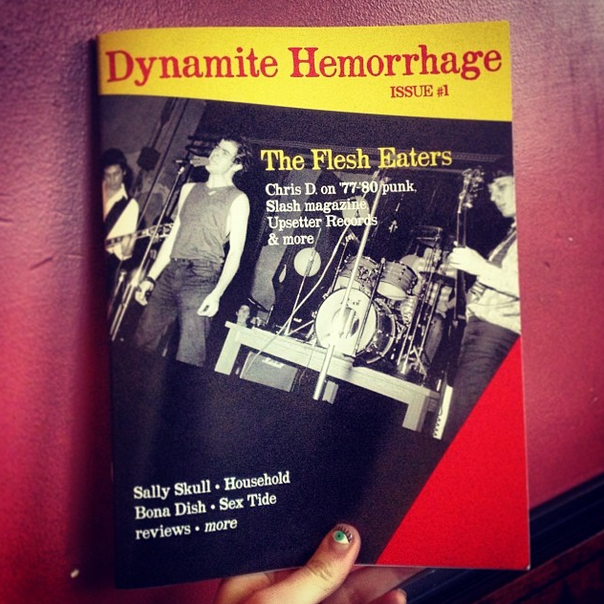 Dynamite Hemorrhage
ISSUE #1
The Flesh Eaters
Chris D. on '77-'80 punk,
Slash magazine,
Upsetter Records
& more
Sally Skull • Household
Bona Dish • Sex Tide
reviews • more